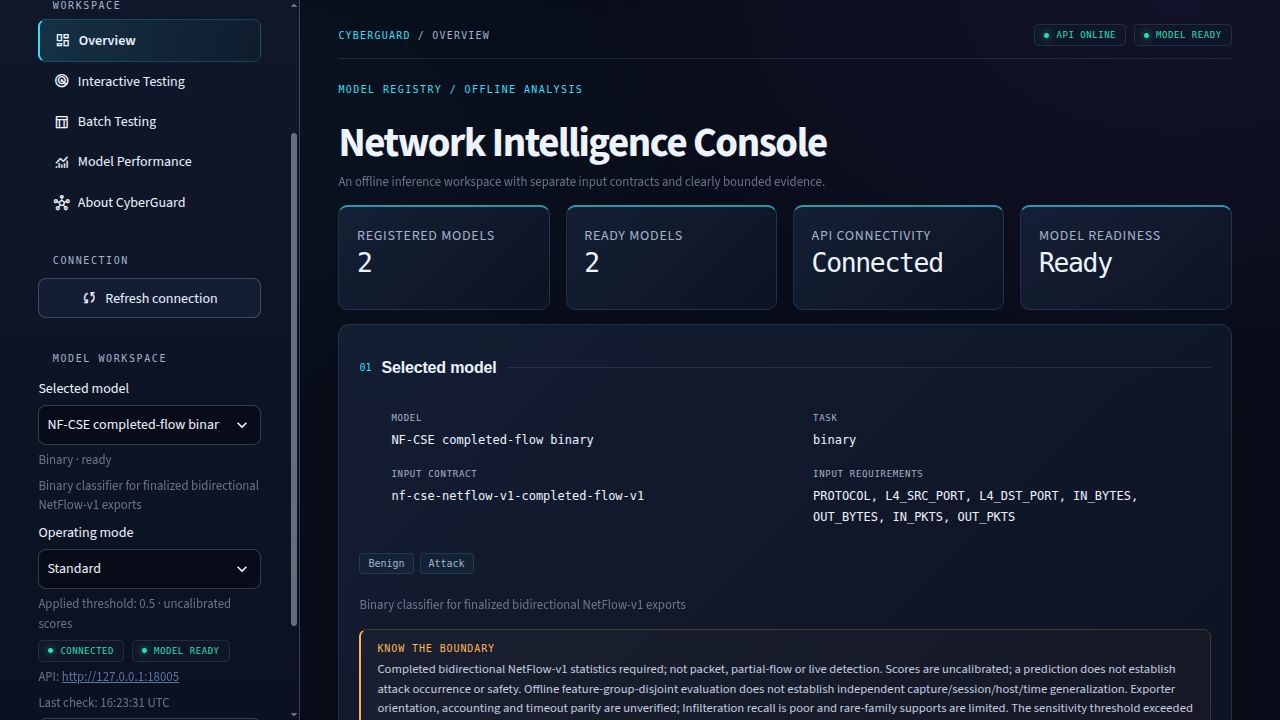 WORKSPACE
Overview
Interactive Testing
Batch Testing
Model Performance
About CyberGuard
CONNECTION
Refresh connection
MODEL WORKSPACE
Selected model
NF-CSE completed-flow binar
Binary · ready
Binary classifier for finalized bidirectional
NetFlow-v1 exports
Operating mode
Standard
Applied threshold: 0.5 · uncalibrated
scores
CONNECTED MODEL READY
API: http://127.0.0.1:18005
Last check: 16:23:31 UTC
CYBERGUARD / OVERVIEW
API ONLINE MODEL READY
MODEL REGISTRY / OFFLINE ANALYSIS
Network Intelligence Console
An offline inference workspace with separate input contracts and clearly bounded evidence.
REGISTERED MODELS
2
READY MODELS
2
API CONNECTIVITY
Connected
MODEL READINESS
Ready
01 Selected model
MODEL
NF-CSE completed-flow binary
TASK
binary
INPUT CONTRACT
nf-cse-netflow-v1-completed-flow-v1
INPUT REQUIREMENTS
PROTOCOL, L4_SRC_PORT, L4_DST_PORT, IN_BYTES,
OUT_BYTES, IN_PKTS, OUT_PKTS
Benign Attack
Binary classifier for finalized bidirectional NetFlow-v1 exports
KNOW THE BOUNDARY
Completed bidirectional NetFlow-v1 statistics required; not packet, partial-flow or live detection. Scores are uncalibrated; a prediction does not establish
attack occurrence or safety. Offline feature-group-disjoint evaluation does not establish independent capture/session/host/time generalization. Exporter
orientation, accounting and timeout parity are unverified; Infilteration recall is poor and rare-family supports are limited. The sensitivity threshold exceeded